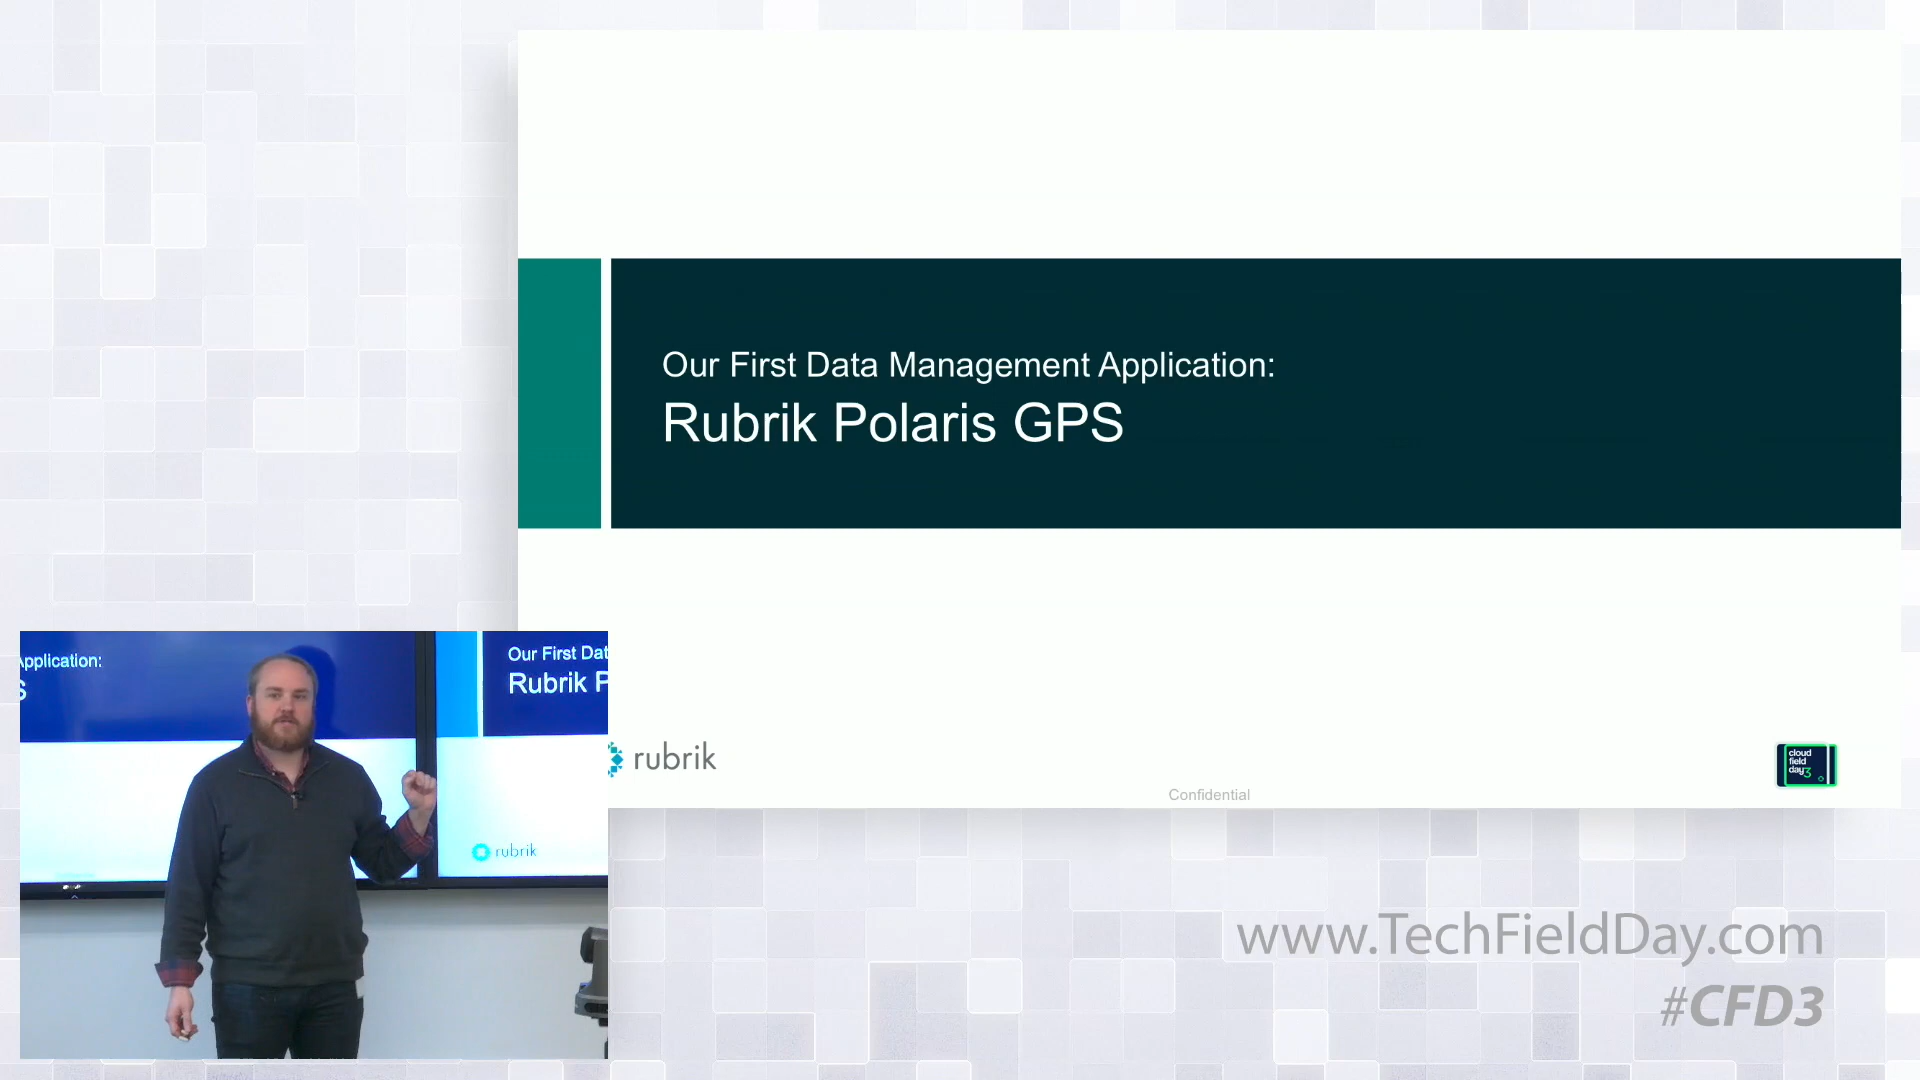 Our First Data Management Application:
Rubrik Polaris GPS
Application:
S
Our First Dat
Rubrik P
rubrik
rubrik
cloud
field
day3
Confidential
www.TechFieldDay.com
#CFD3